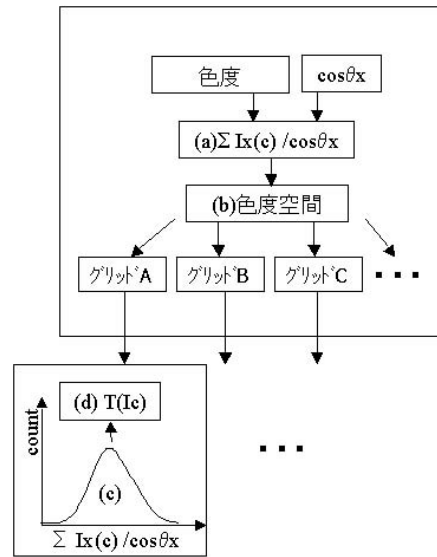 色度
cosθx
(a)Σ Ix(c) /cosθx
(b)色度空間
グリッドA
グリッドB
グリッドC
(d) T(Ic)
count
(c)
Σ Ix(c) /cosθx